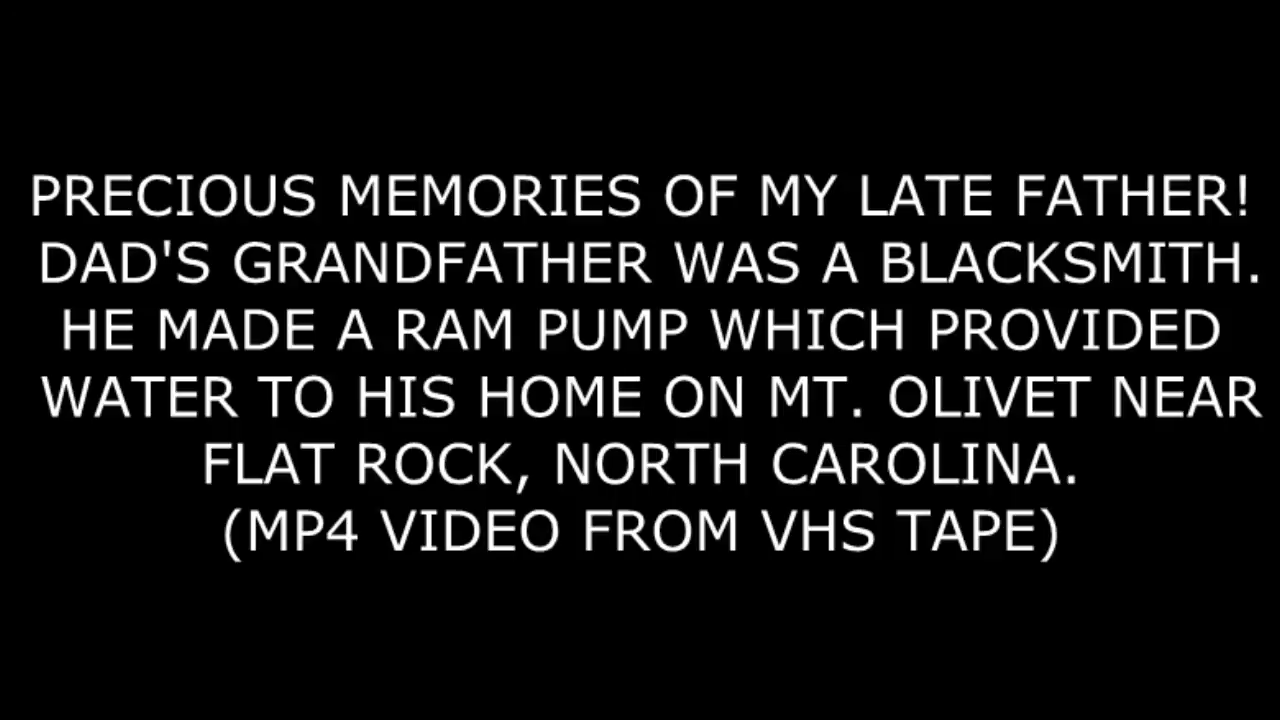 PRECIOUS MEMORIES OF MY LATE FATHER!
DAD'S GRANDFATHER WAS A BLACKSMITH.
HE MADE A RAM PUMP WHICH PROVIDED
WATER TO HIS HOME ON MT. OLIVET NEAR
FLAT ROCK, NORTH CAROLINA.
(MP4 VIDEO FROM VHS TAPE)